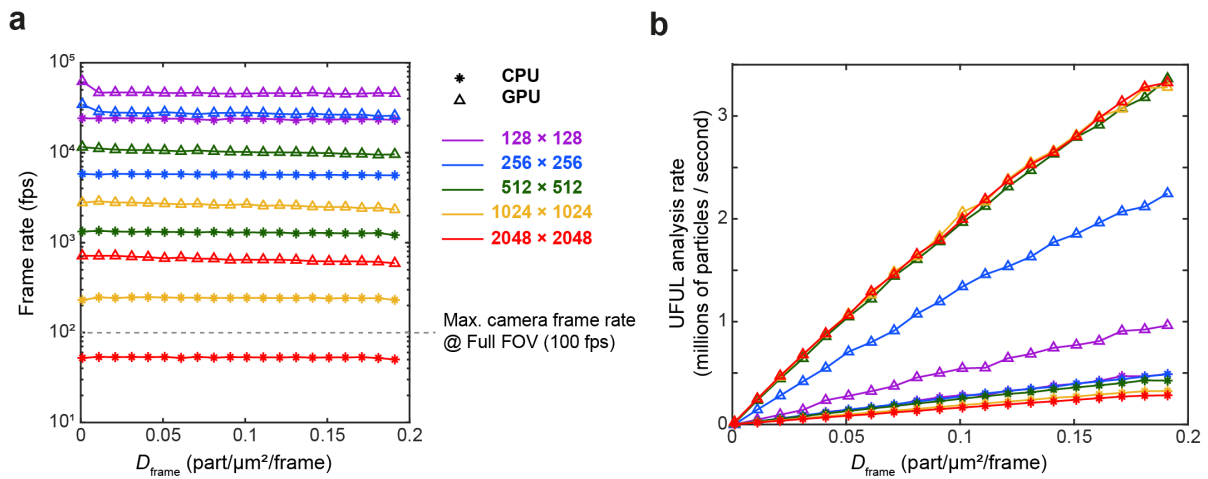 a
10⁵
10⁴
10³
10²
10¹
Frame rate (fps)
0
0.05
0.1
0.15
0.2
D_frame (part/µm²/frame)
CPU
GPU
128 × 128
256 × 256
512 × 512
1024 × 1024
2048 × 2048
Max. camera frame rate
@ Full FOV (100 fps)
b
UFUL analysis rate
(millions of particles / second)
3
2
1
0
0.05
0.1
0.15
0.2
D_frame (part/µm²/frame)